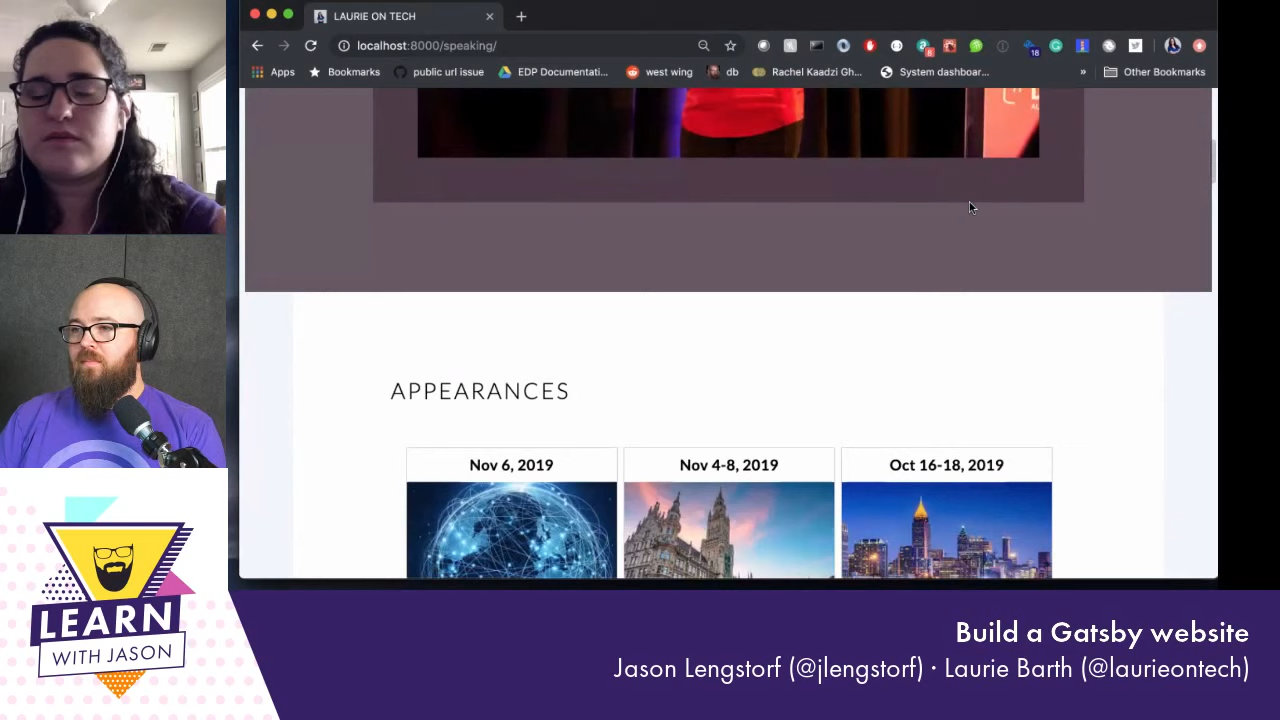 LAURIE ON TECH
localhost:8000/speaking/
8
18
Apps
Bookmarks
public url issue
EDP Documentati...
west wing
db
Rachel Kaadzi Gh...
System dashboar...
»
Other Bookmarks
APPEARANCES
Nov 6, 2019
Nov 4-8, 2019
Oct 16-18, 2019
LEARN
WITH JASON
Build a Gatsby website
Jason Lengstorf (@jlengstorf) · Laurie Barth (@laurieontech)